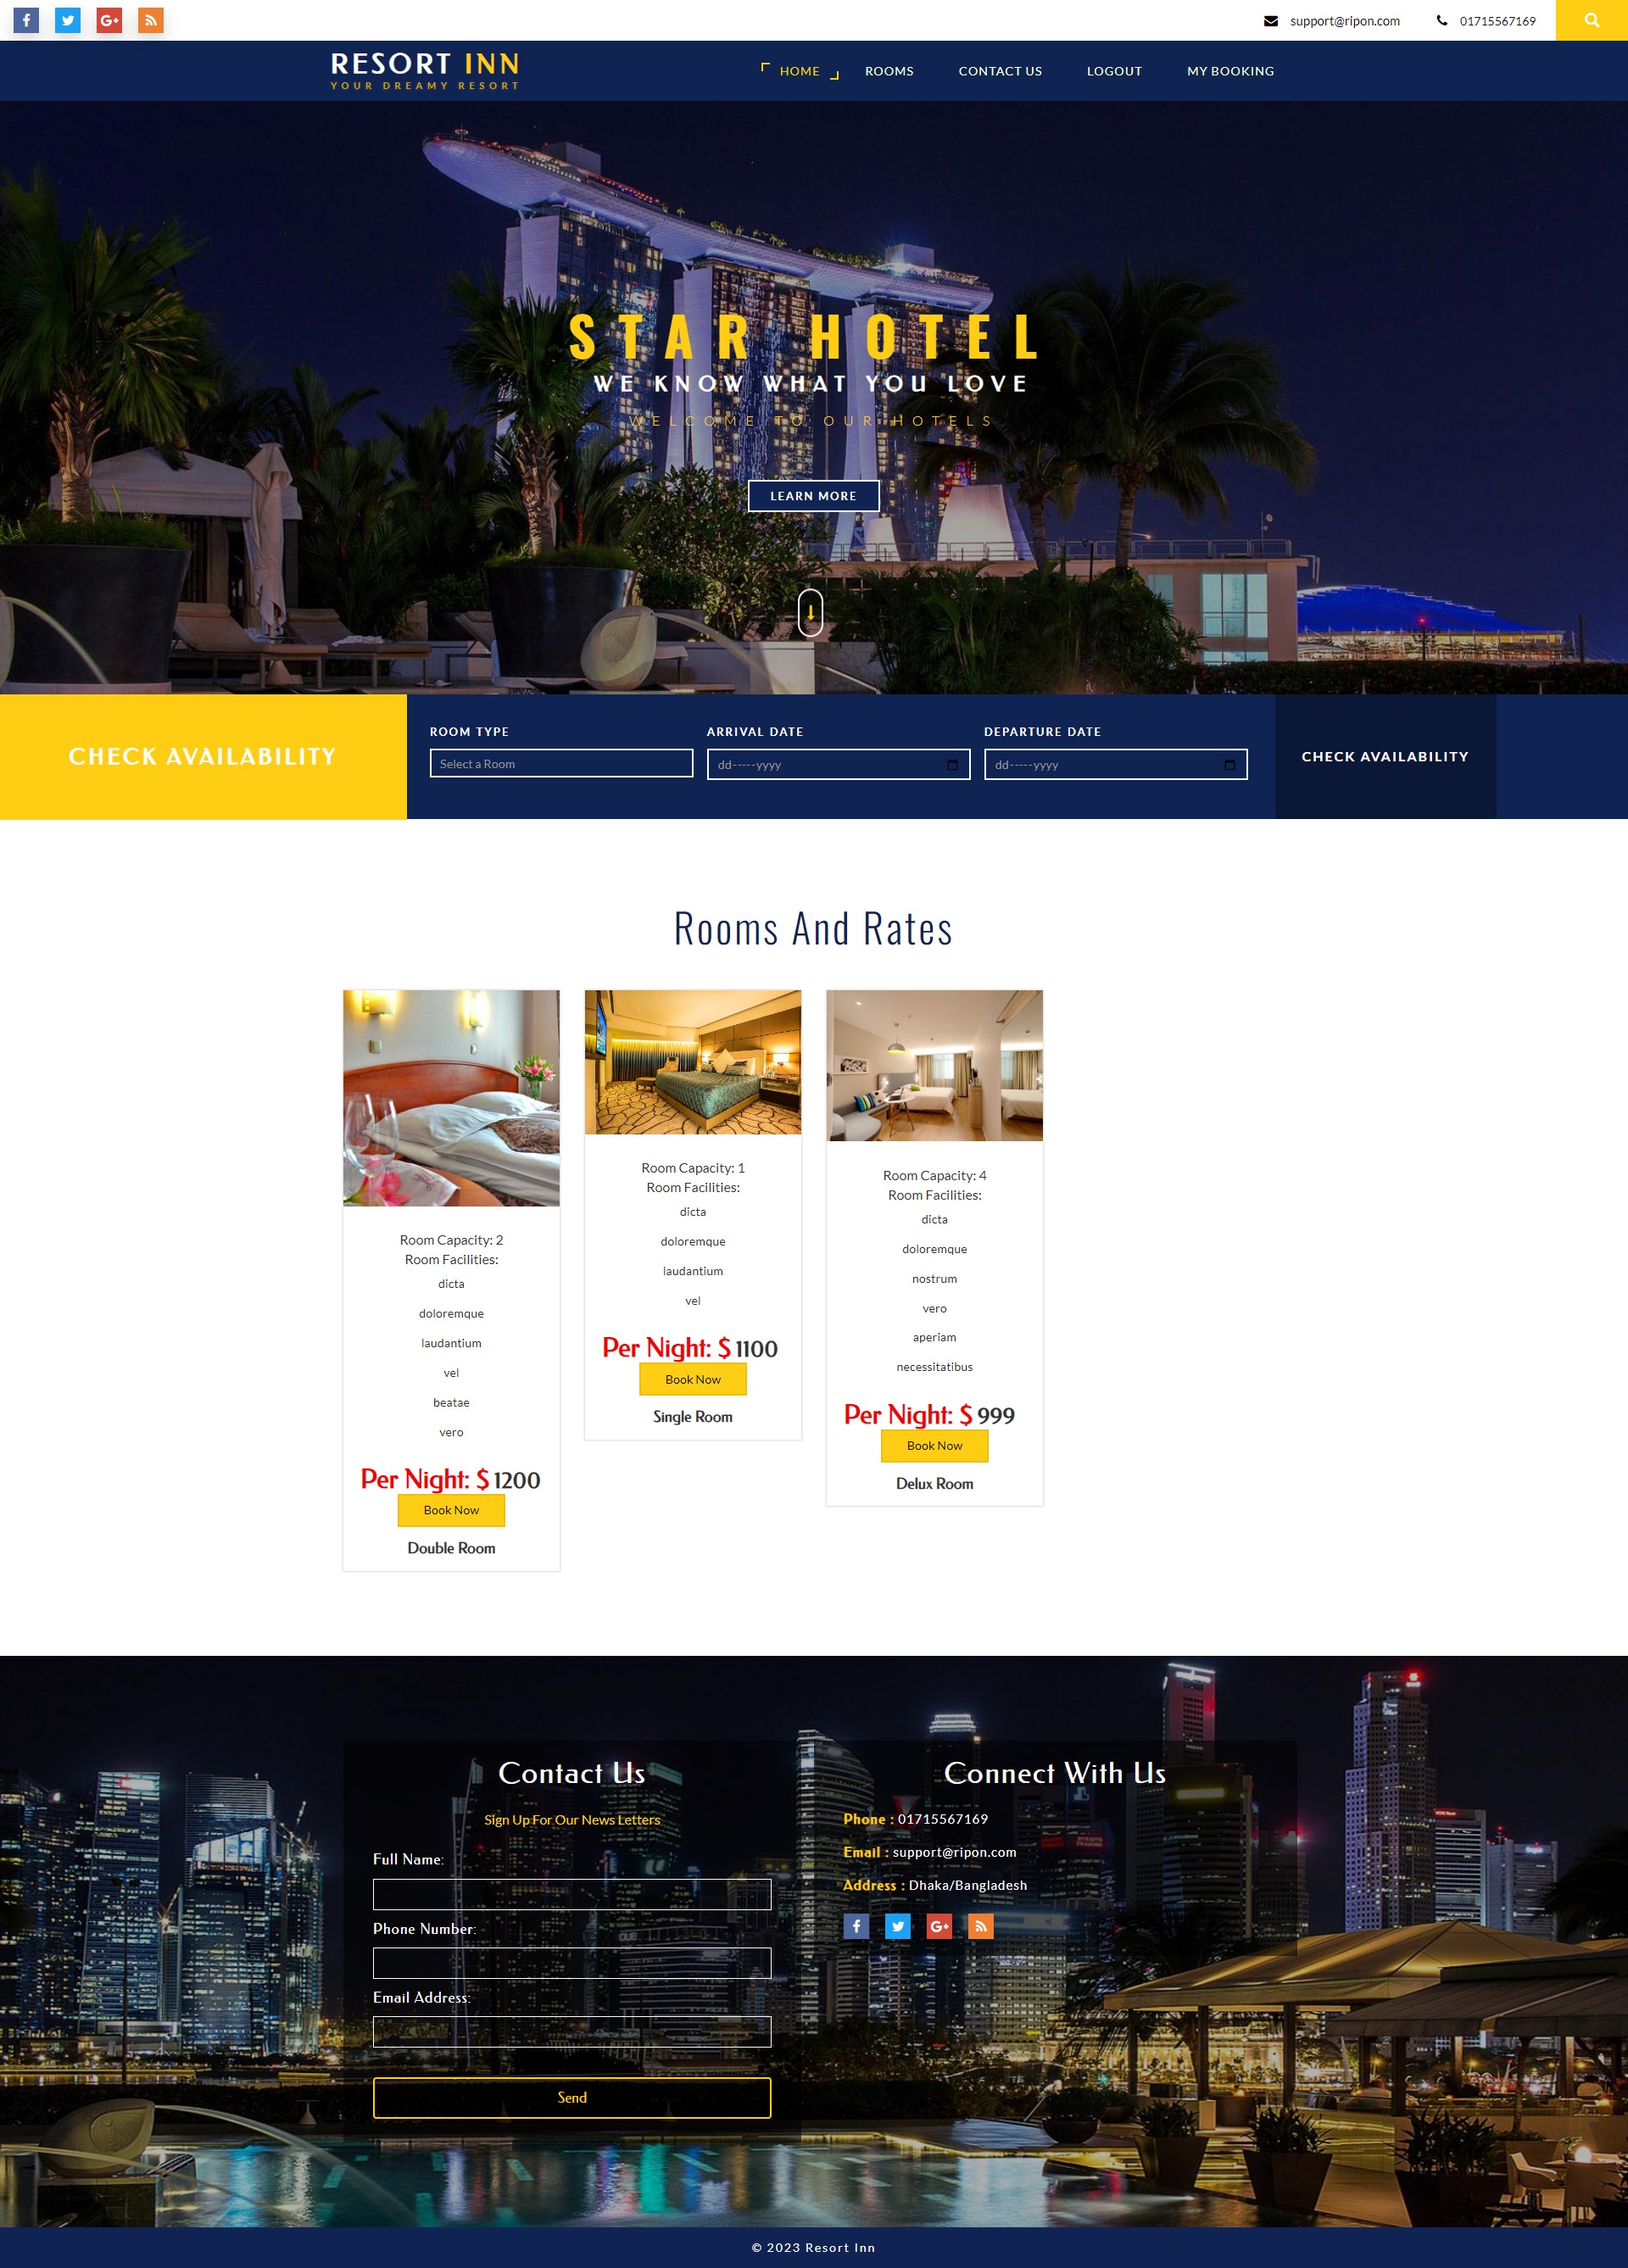 support@ripon.com
01715567169
RESORT INN
YOUR DREAMY RESORT
HOME
ROOMS
CONTACT US
LOGOUT
MY BOOKING
STAR HOTEL
WE KNOW WHAT YOU LOVE
WELCOME TO OUR HOTELS
LEARN MORE
CHECK AVAILABILITY
ROOM TYPE
Select a Room
ARRIVAL DATE
dd-----yyyy
DEPARTURE DATE
dd-----yyyy
CHECK AVAILABILITY
Rooms And Rates
Room Capacity: 2
Room Facilities:
dicta
doloremque
laudantium
vel
beatae
vero
Per Night: $ 1200
Book Now
Double Room
Room Capacity: 1
Room Facilities:
dicta
doloremque
laudantium
vel
Per Night: $ 1100
Book Now
Single Room
Room Capacity: 4
Room Facilities:
dicta
doloremque
nostrum
vero
aperiam
necessitatibus
Per Night: $ 999
Book Now
Delux Room
Contact Us
Sign Up For Our News Letters
Full Name:
Phone Number:
Email Address:
Send
Connect With Us
Phone : 01715567169
Email : support@ripon.com
Address : Dhaka/Bangladesh
© 2023 Resort Inn